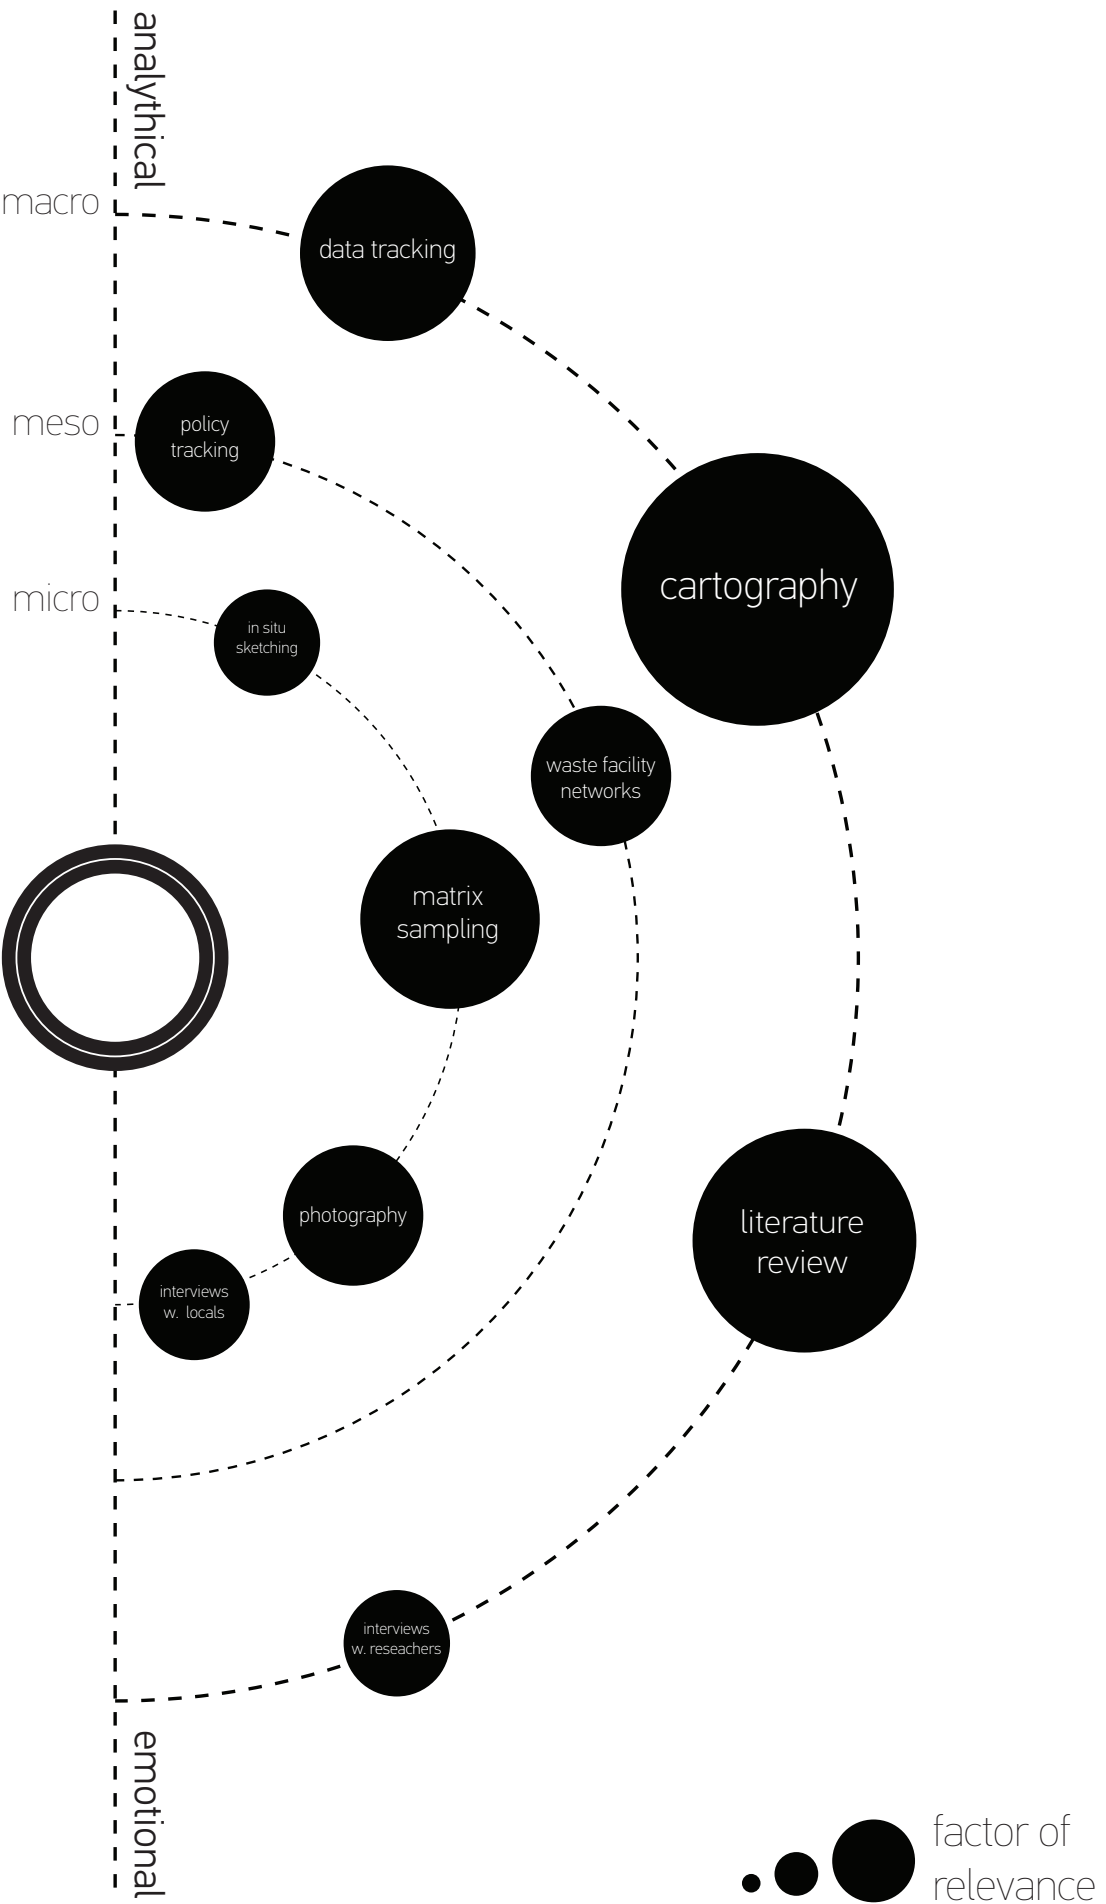 analythical
macro
data tracking
meso
policy
tracking
cartography
micro
in situ
sketching
waste facility
networks
matrix
sampling
photography
literature
review
interviews
w. locals
interviews
w. reseachers
emotional
factor of
relevance